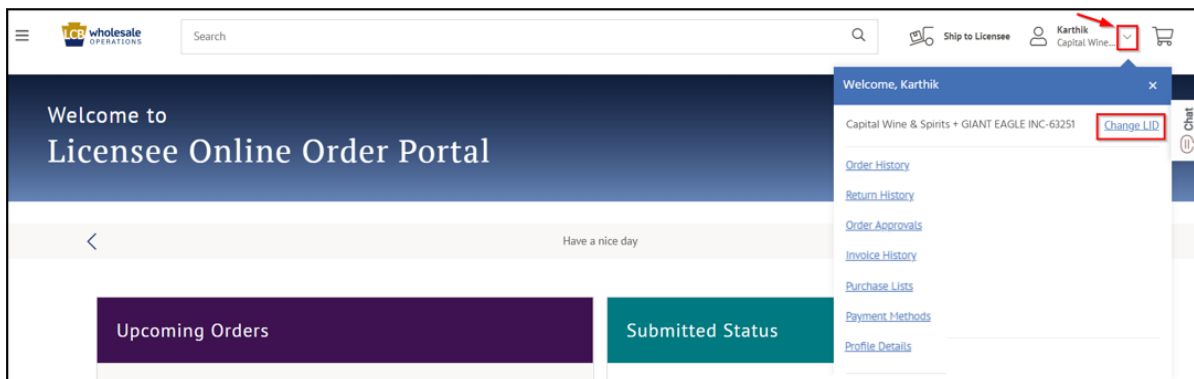 LCB wholesale
OPERATIONS
Search
Ship to Licensee
Karthik
Capital Wine...
Welcome, Karthik
Capital Wine & Spirits + GIANT EAGLE INC-63251
Change LID
Chat
Order History
Return History
Order Approvals
Invoice History
Purchase Lists
Payment Methods
Profile Details
Welcome to
Licensee Online Order Portal
Have a nice day
Upcoming Orders
Submitted Status